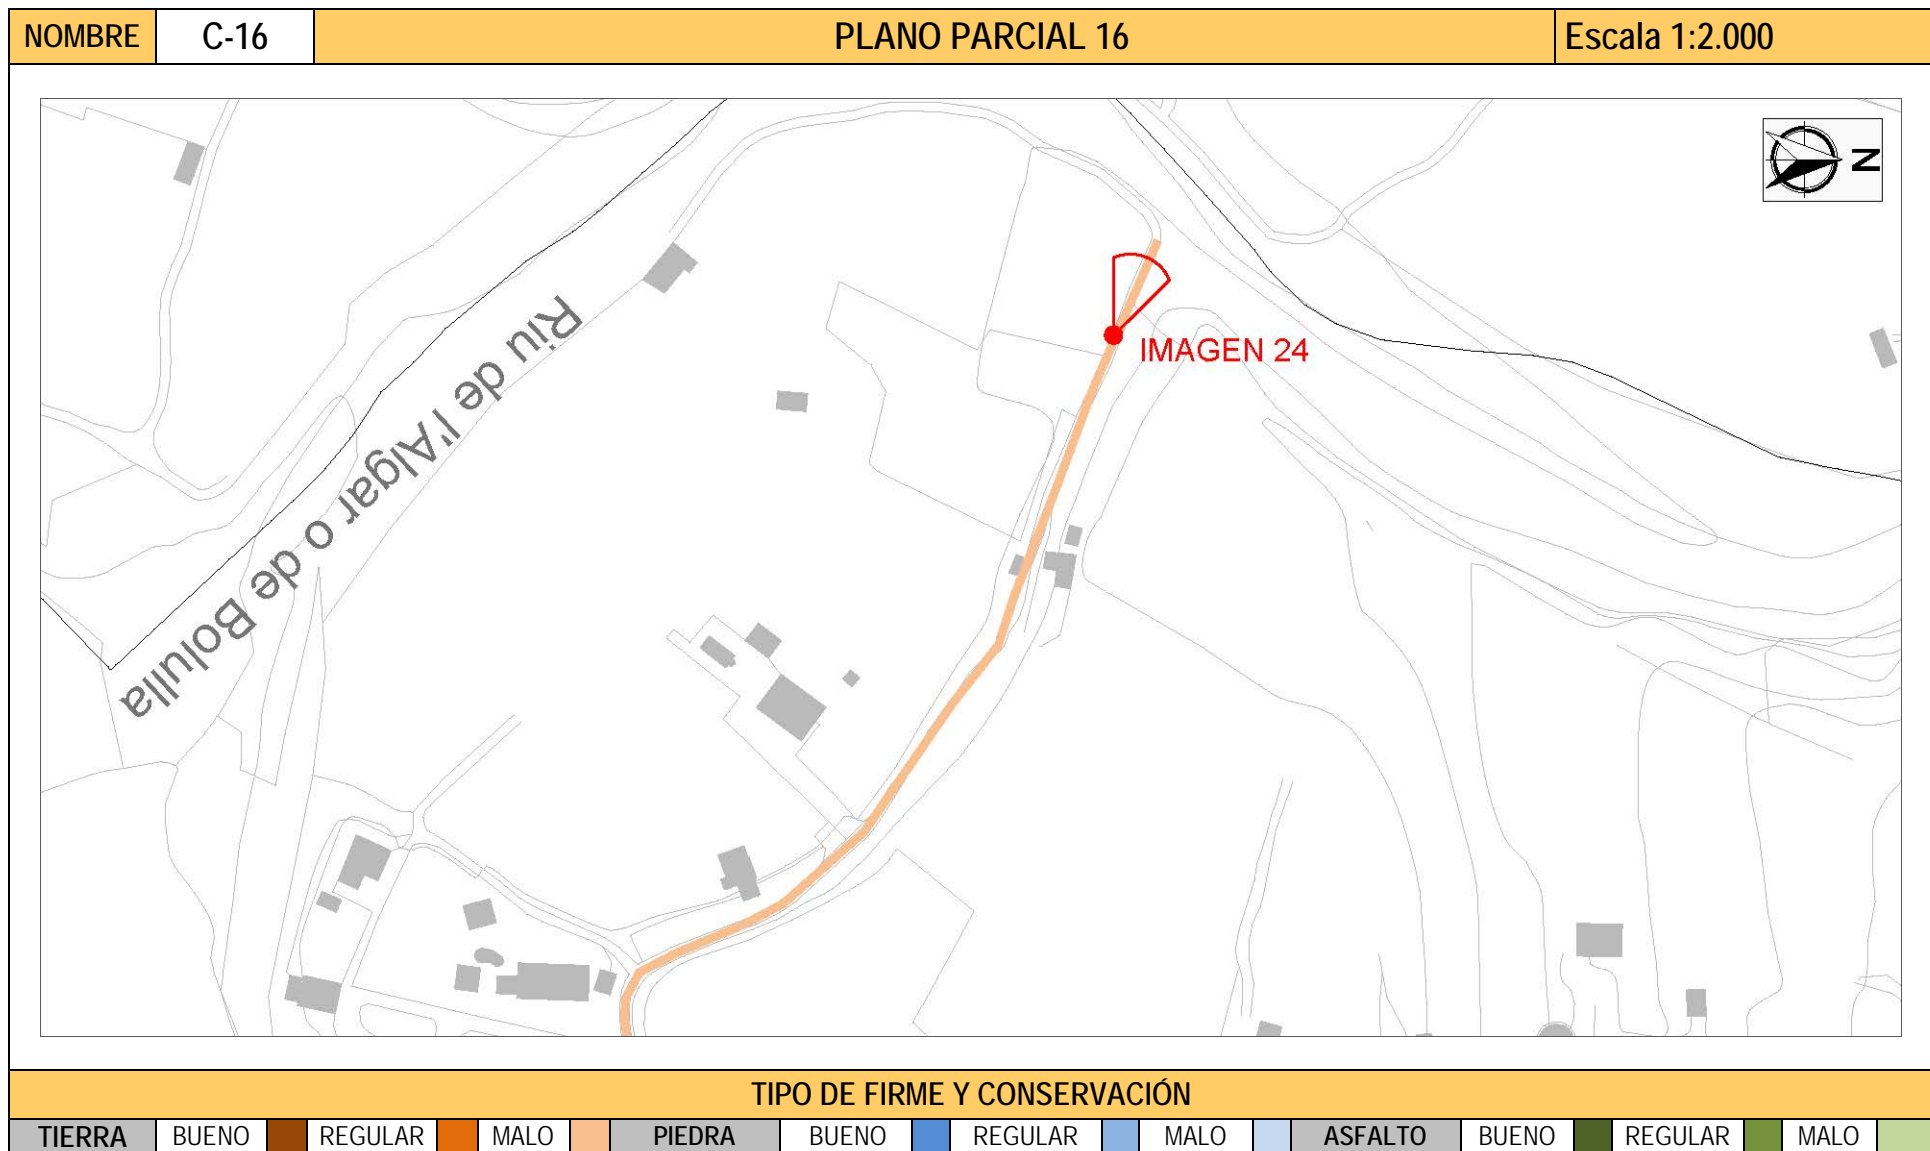 NOMBRE C-16 PLANO PARCIAL 16 Escala 1:2.000
N
Riu de l'Algar o de Bolulla
IMAGEN 24
TIPO DE FIRME Y CONSERVACIÓN
TIERRA BUENO REGULAR MALO PIEDRA BUENO REGULAR MALO ASFALTO BUENO REGULAR MALO